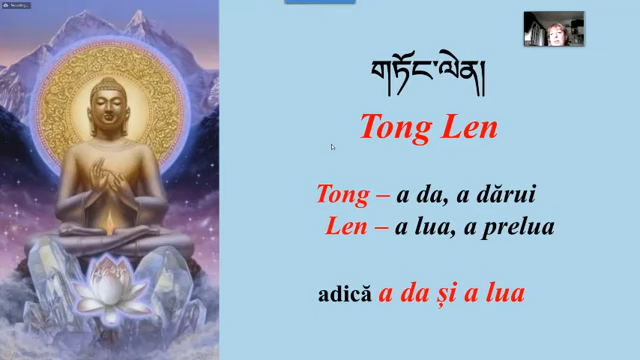 གཏོང་ལེན།
Tong Len
Tong – a da, a dărui
Len – a lua, a prelua
adică a da și a lua